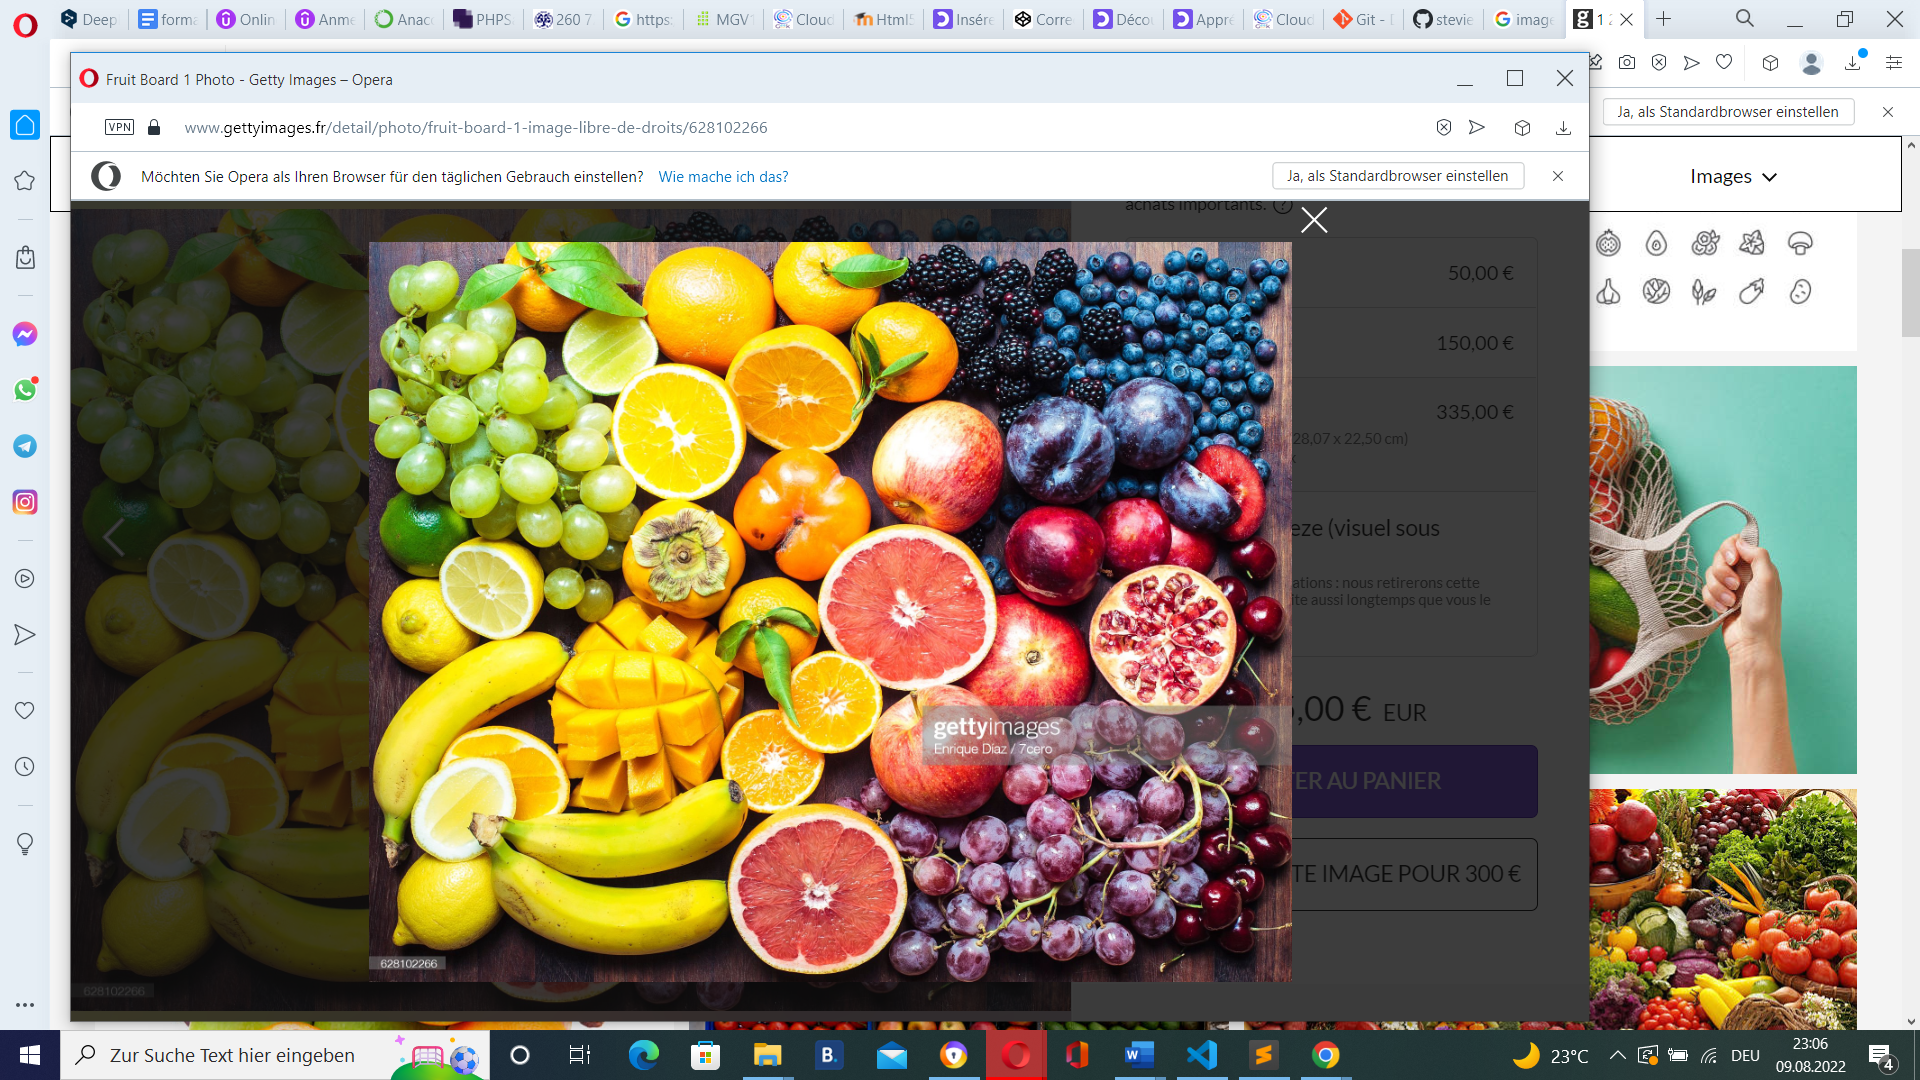 Deep
forma
Onlin
Anme
Anaco
PHPS
260 7
https:
MGV1
Cloud
Html5
Insére
Corre
Décou
Appre
Cloud
Git -
stevie
image
1
Fruit Board 1 Photo - Getty Images – Opera
VPN
www.gettyimages.fr/detail/photo/fruit-board-1-image-libre-de-droits/628102266
Ja, als Standardbrowser einstellen
Möchten Sie Opera als Ihren Browser für den täglichen Gebrauch einstellen? Wie mache ich das?
Ja, als Standardbrowser einstellen
Images
achats importants. ?
50,00 €
150,00 €
335,00 €
28,07 x 22,50 cm)
eze (visuel sous
ations : nous retirerons cette
ite aussi longtemps que vous le
gettyimages
Enrique Díaz / 7cero
5,00 € EUR
TER AU PANIER
TE IMAGE POUR 300 €
628102266
628102266
Zur Suche Text hier eingeben
B.
23°C
DEU
23:06
09.08.2022
4